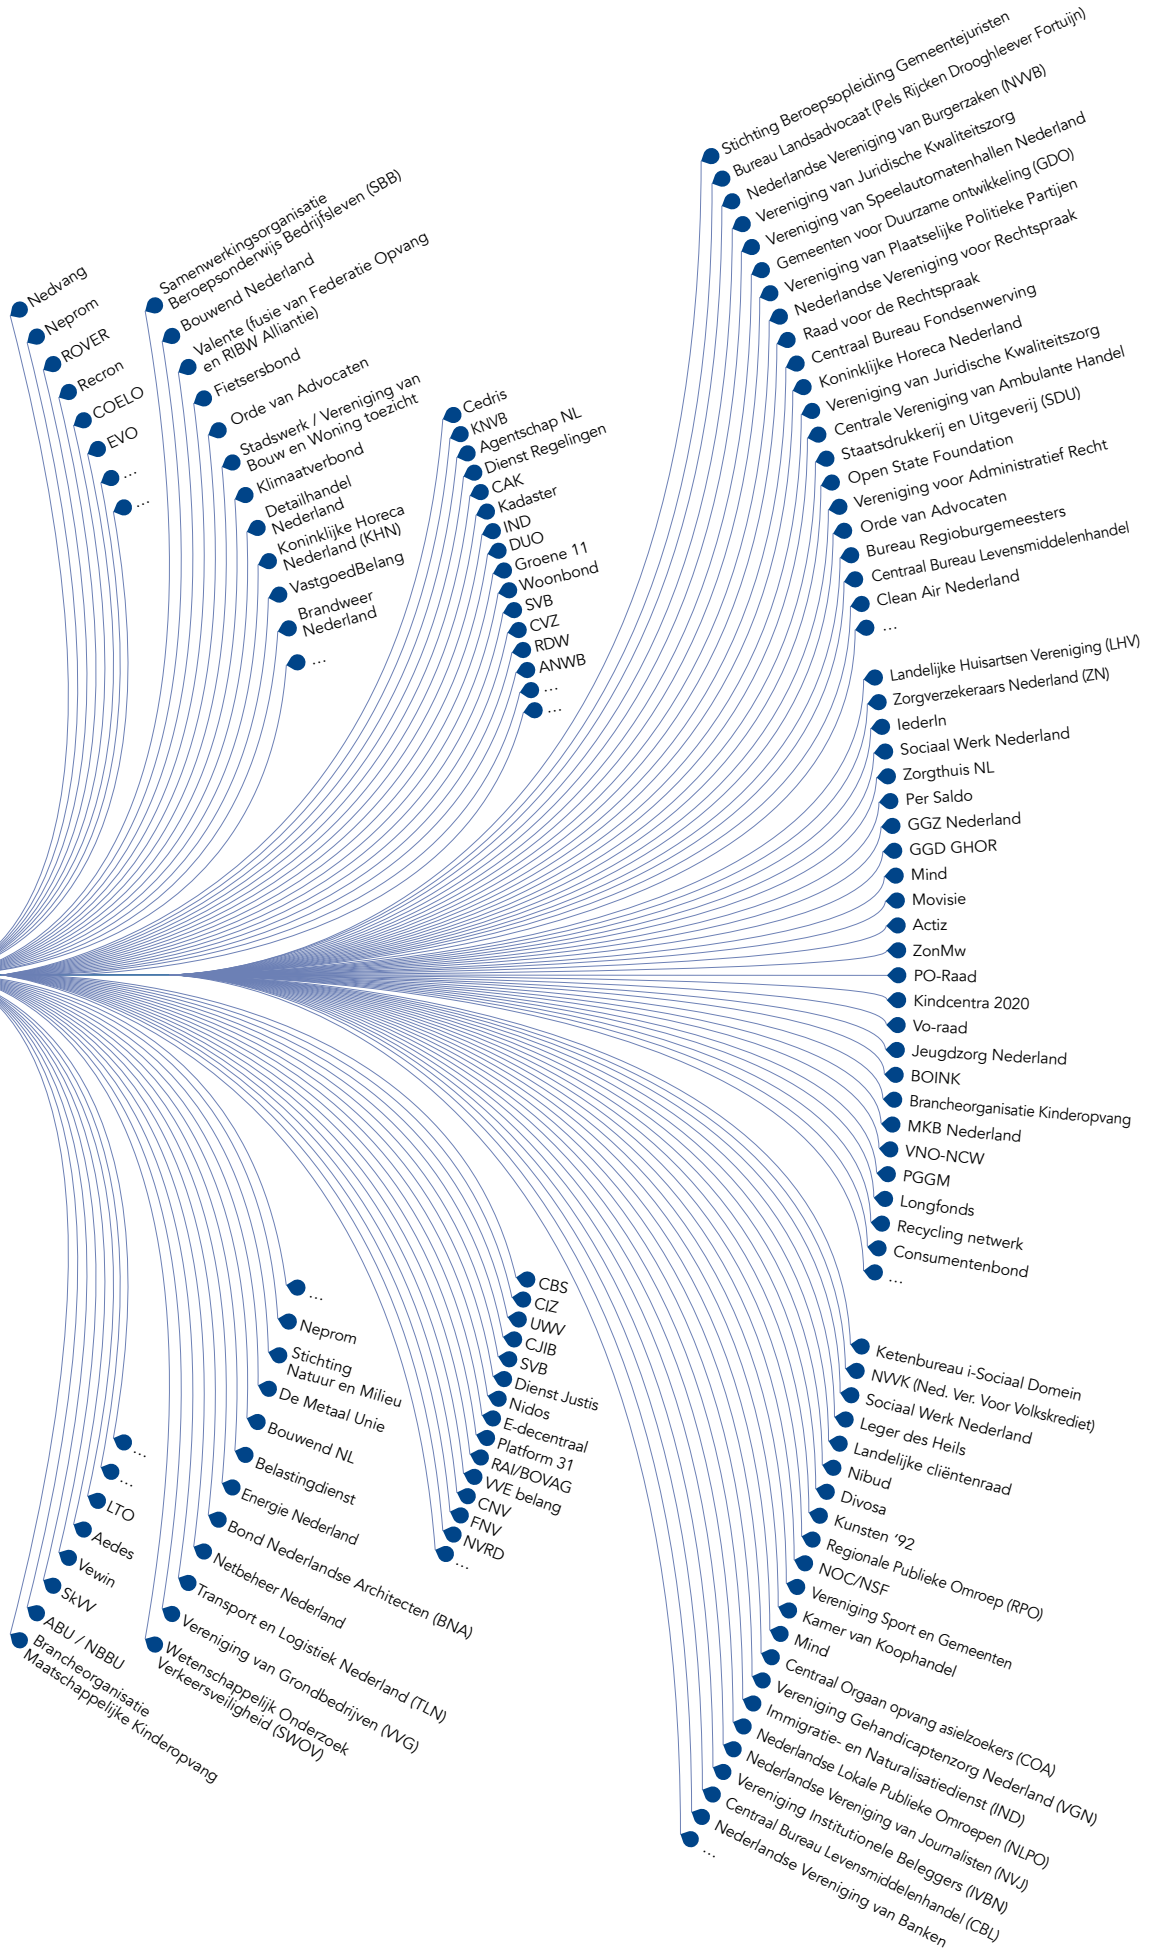 Nedvang
Neprom
ROVER
Recron
COELO
EVO
...
...
Samenwerkingsorganisatie
Beroepsonderwijs Bedrijfsleven (SBB)
Bouwend Nederland
Valente (fusie van Federatie Opvang
en RIBW Alliantie)
Fietsersbond
Orde van Advocaten
Stadswerk / Vereniging van
Bouw en Woning toezicht
Klimaatverbond
Detailhandel
Nederland
Koninklijke Horeca
Nederland (KHN)
VastgoedBelang
Brandweer
Nederland
...
Cedris
KNVB
Agentschap NL
Dienst Regelingen
CAK
Kadaster
IND
DUO
Groene 11
Woonbond
SVB
CVZ
RDW
ANWB
...
...
Stichting Beroepsopleiding Gemeentejuristen
Bureau Landsadvocaat (Pels Rijcken Drooghleever Fortuijn)
Nederlandse Vereniging van Burgerzaken (NVVB)
Vereniging van Juridische Kwaliteitszorg
Vereniging van Speelautomatenhallen Nederland
Gemeenten voor Duurzame ontwikkeling (GDO)
Vereniging van Plaatselijke Politieke Partijen
Nederlandse Vereniging voor Rechtspraak
Raad voor de Rechtspraak
Centraal Bureau Fondsenwerving
Koninklijke Horeca Nederland
Vereniging van Juridische Kwaliteitszorg
Centrale Vereniging van Ambulante Handel
Staatsdrukkerij en Uitgeverij (SDU)
Open State Foundation
Vereniging voor Administratief Recht
Orde van Advocaten
Bureau Regioburgemeesters
Centraal Bureau Levensmiddelenhandel
Clean Air Nederland
...
Landelijke Huisartsen Vereniging (LHV)
Zorgverzekeraars Nederland (ZN)
IederIn
Sociaal Werk Nederland
Zorgthuis NL
Per Saldo
GGZ Nederland
GGD GHOR
Mind
Movisie
Actiz
ZonMw
PO-Raad
Kindcentra 2020
Vo-raad
Jeugdzorg Nederland
BOINK
Brancheorganisatie Kinderopvang
MKB Nederland
VNO-NCW
PGGM
Longfonds
Recycling netwerk
Consumentenbond
...
...
Neprom
Stichting
Natuur en Milieu
De Metaal Unie
Bouwend NL
Belastingdienst
Energie Nederland
Bond Nederlandse Architecten (BNA)
Netbeheer Nederland
Transport en Logistiek Nederland (TLN)
Vereniging van Grondbedrijven (VVG)
Wetenschappelijk Onderzoek
Verkeersveiligheid (SWOV)
...
...
LTO
Aedes
Vewin
SkVV
ABU / NBBU
Brancheorganisatie
Maatschappelijke Kinderopvang
CBS
CIZ
UWV
CJIB
SVB
Dienst Justis
Nidos
E-decentraal
Platform 31
RAI/BOVAG
VVE belang
CNV
FNV
NVRD
...
Ketenbureau i-Sociaal Domein
NVVK (Ned. Ver. Voor Volkskrediet)
Sociaal Werk Nederland
Leger des Heils
Landelijke cliëntenraad
Nibud
Divosa
Kunsten ’92
Regionale Publieke Omroep (RPO)
NOC/NSF
Vereniging Sport en Gemeenten
Kamer van Koophandel
Mind
Centraal Orgaan opvang asielzoekers (COA)
Vereniging Gehandicaptenzorg Nederland (VGN)
Immigratie- en Naturalisatiedienst (IND)
Nederlandse Lokale Publieke Omroepen (NLPO)
Nederlandse Vereniging van Journalisten (NVJ)
Vereniging Institutionele Beleggers (IVBN)
Centraal Bureau Levensmiddelenhandel (CBL)
Nederlandse Vereniging van Banken
...